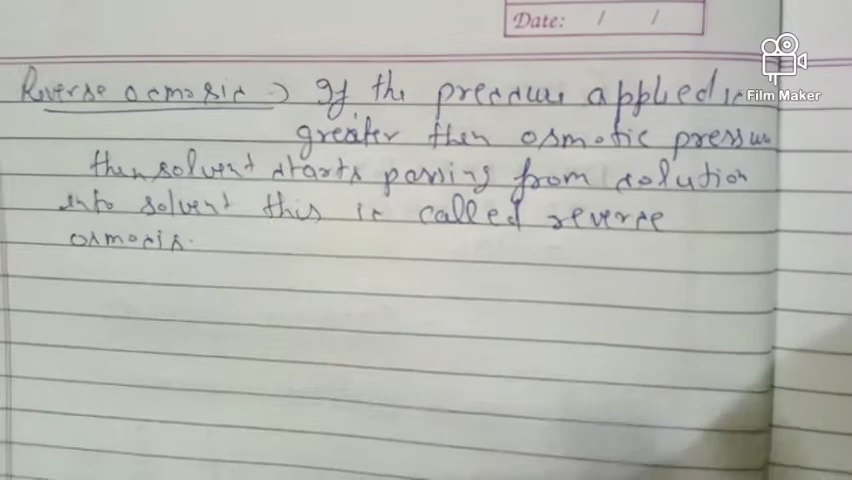 Date: / /
Film Maker
Reverse osmosis → If the pressure applied is
greater then osmotic pressure
then solvent starts passing from solution
into solvent this is called reverse
osmosis.